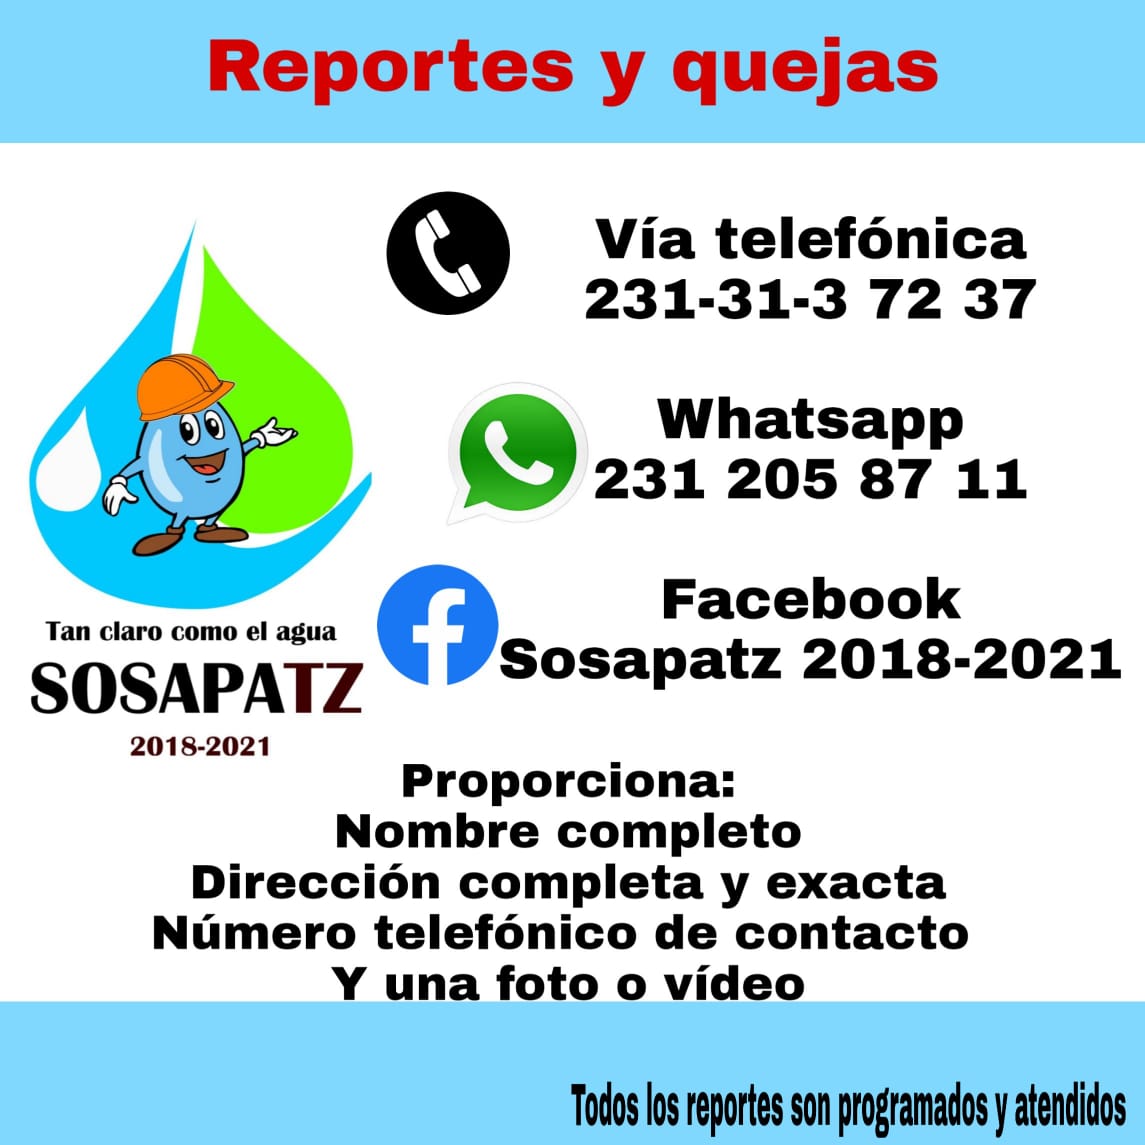 Reportes y quejas
Vía telefónica
231-31-3 72 37
Whatsapp
231 205 87 11
Facebook
Sosapatz 2018-2021
Tan claro como el agua
SOSAPATZ
2018-2021
Proporciona:
Nombre completo
Dirección completa y exacta
Número telefónico de contacto
Y una foto o vídeo
Todos los reportes son programados y atendidos